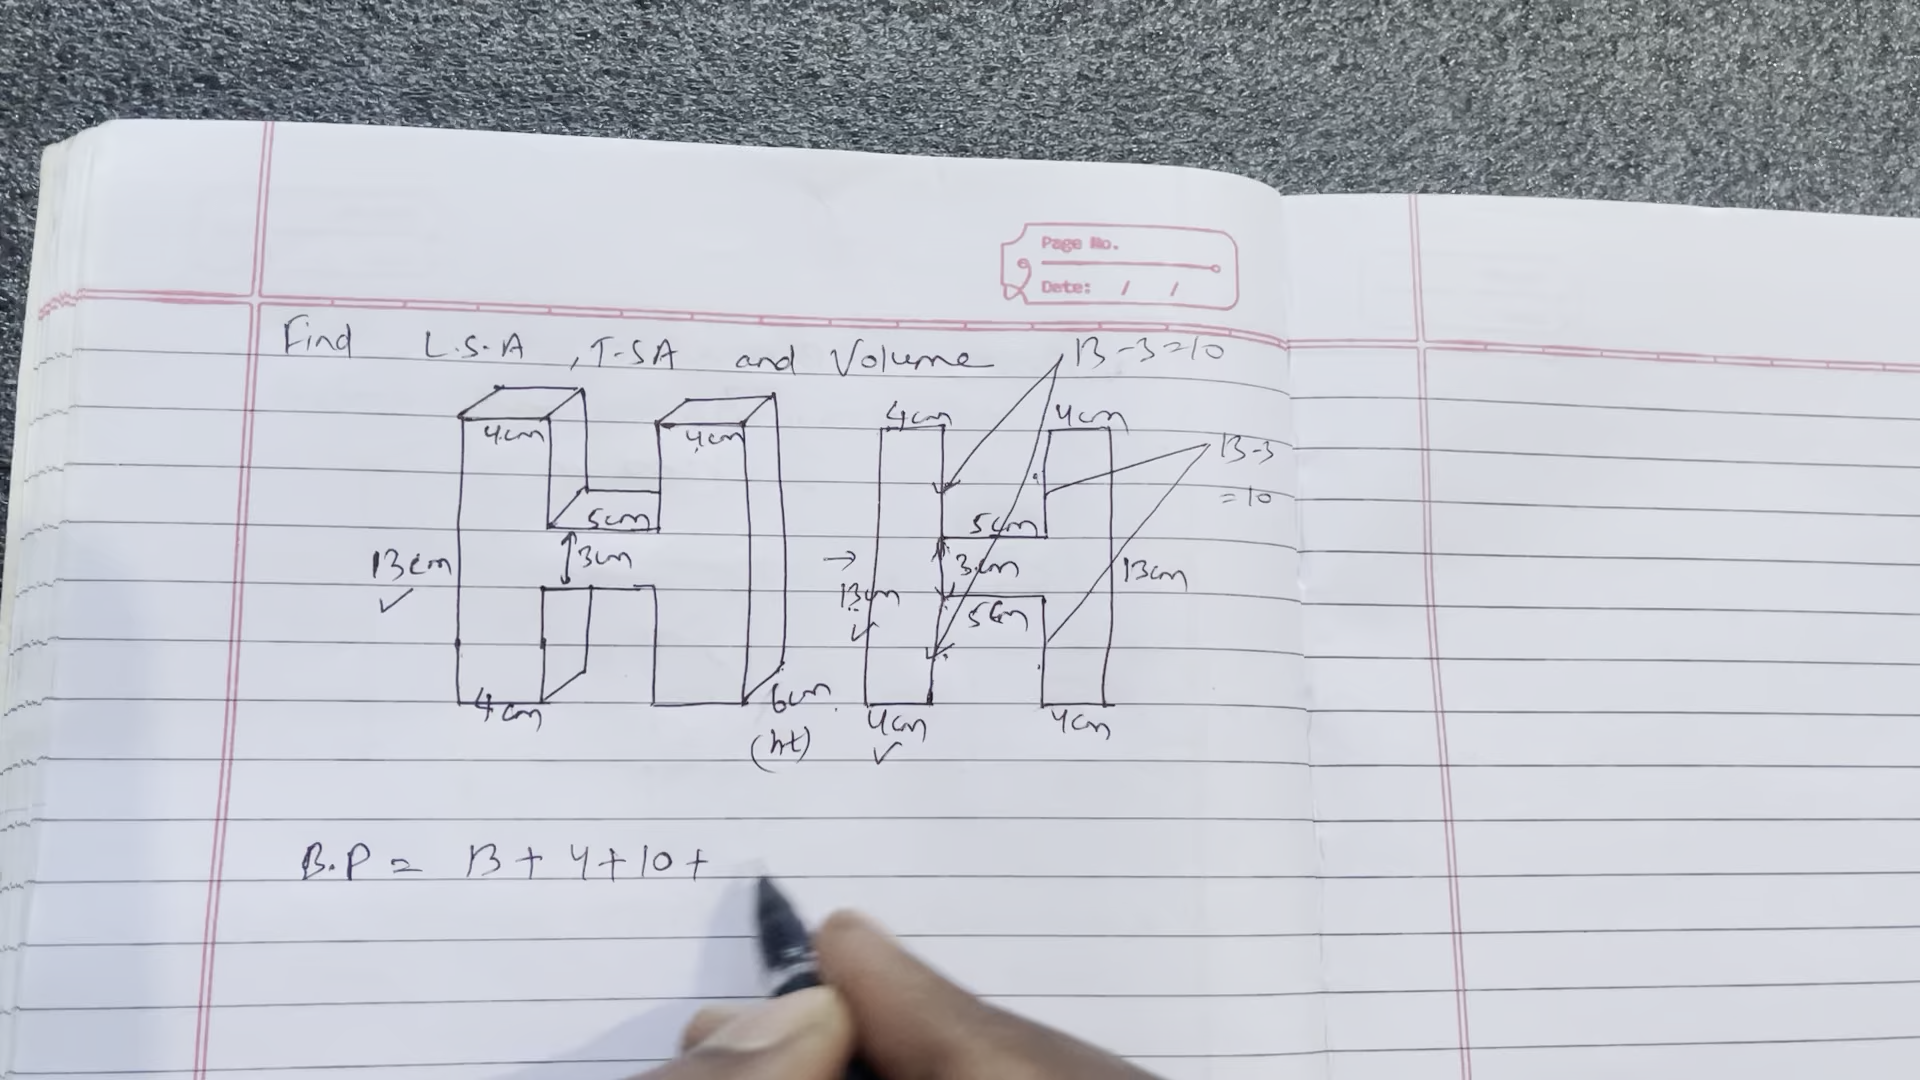 Page No.
Date: / /
Find L.S.A , T.SA and Volume
13-3=10
4cm
4cm
5cm
3cm
13cm
4cm
6cm
(ht)
→
4cm
4cm
13-3
=10
5cm
3cm
13cm
13cm
5cm
4cm
4cm
B.P = 13 + 4 + 10 +